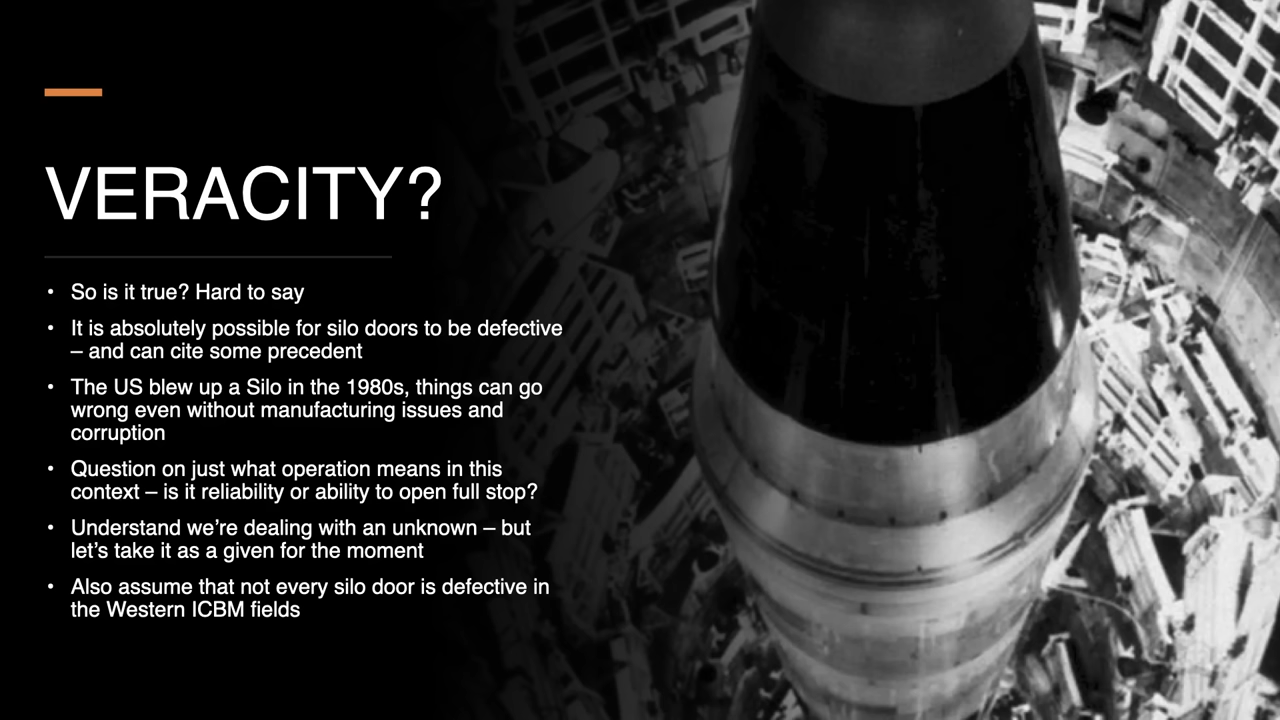 VERACITY?
• So is it true? Hard to say
• It is absolutely possible for silo doors to be defective
– and can cite some precedent
• The US blew up a Silo in the 1980s, things can go
wrong even without manufacturing issues and
corruption
• Question on just what operation means in this
context – is it reliability or ability to open full stop?
• Understand we’re dealing with an unknown – but
let’s take it as a given for the moment
• Also assume that not every silo door is defective in
the Western ICBM fields